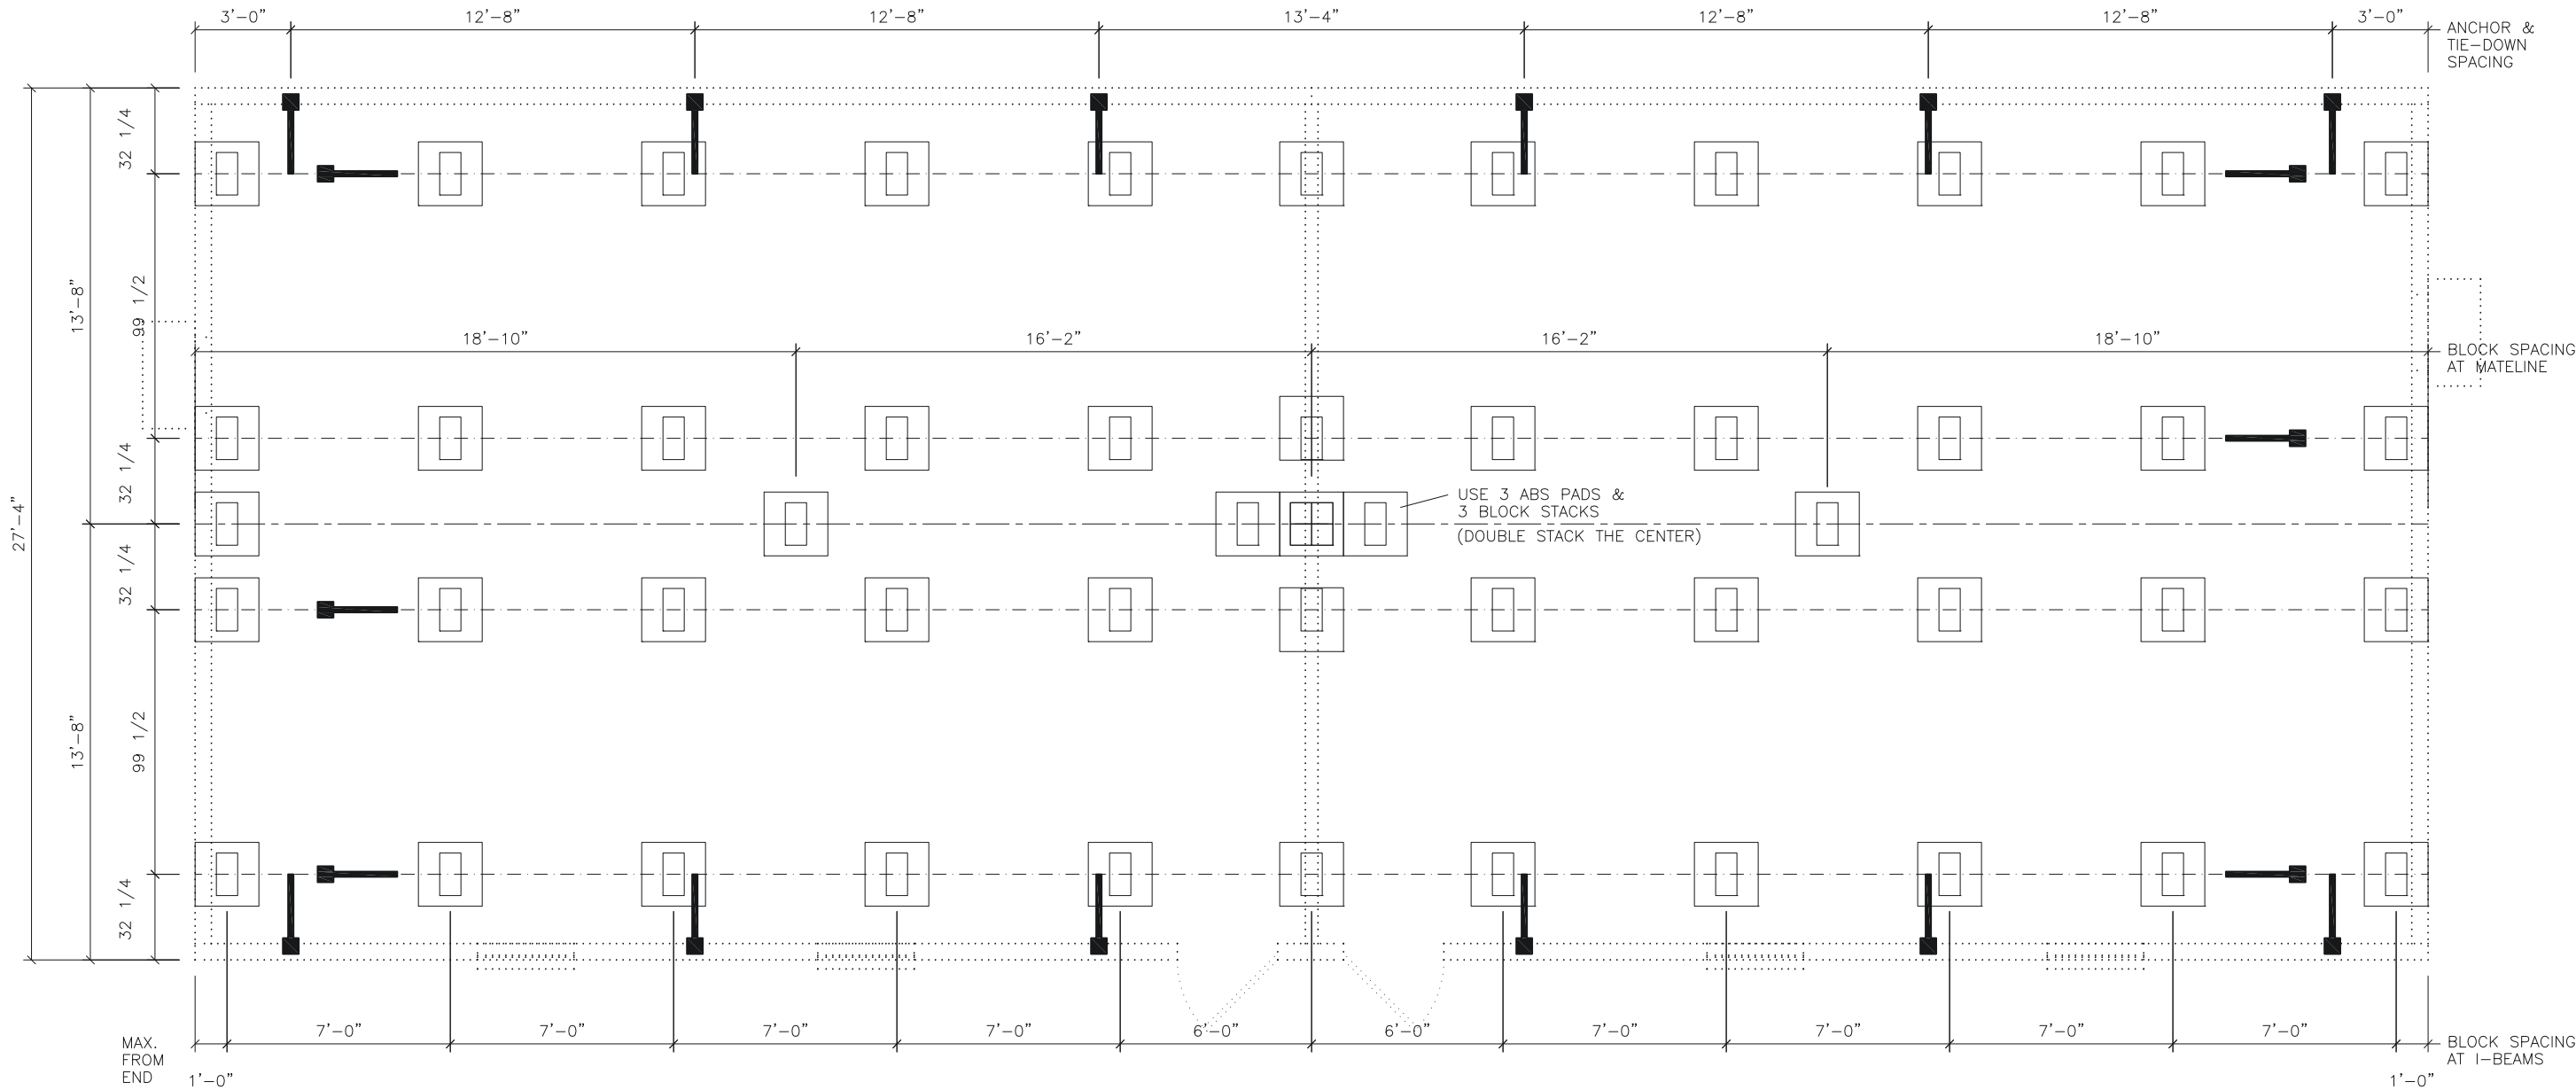 3'-0" 12'-8" 12'-8" 13'-4" 12'-8" 12'-8" 3'-0"
ANCHOR &
TIE-DOWN
SPACING
27'-4"
13'-8"
13'-8"
32 1/4
99 1/2
32 1/4
32 1/4
99 1/2
32 1/4
18'-10" 16'-2" 16'-2" 18'-10"
BLOCK SPACING
AT MATELINE
USE 3 ABS PADS &
3 BLOCK STACKS
(DOUBLE STACK THE CENTER)
MAX.
FROM
END
1'-0"
7'-0" 7'-0" 7'-0" 7'-0" 6'-0" 6'-0" 7'-0" 7'-0" 7'-0" 7'-0"
1'-0"
BLOCK SPACING
AT I-BEAMS